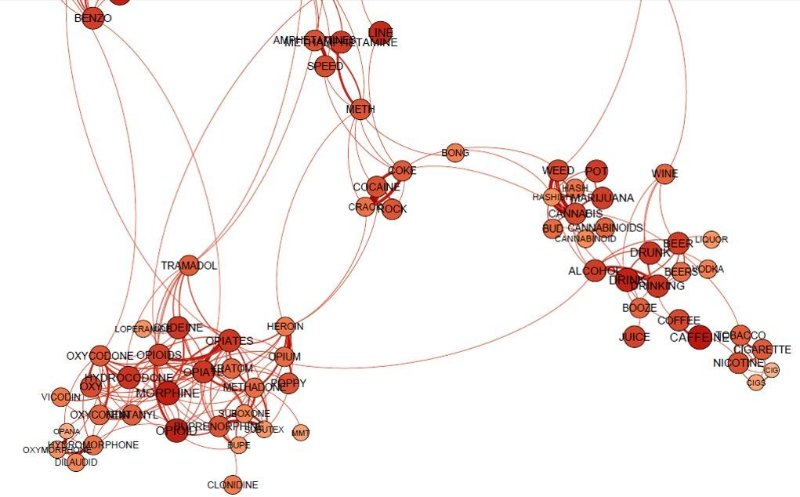 BENZO
LINE
AMPHETAMINES
METHAMPHETAMINE
SPEED
METH
BONG
COKE
WEED
POT
WINE
COCAINE
HASH
HASHISH
MARIJUANA
CRACK
ROCK
CANNABIS
BUD
CANNABINOIDS
CANNABINOID
LIQUOR
BEER
DRUNK
TRAMADOL
ALCOHOL
BEERS
VODKA
DRINK
DRINKING
BOOZE
COFFEE
LOPERAMIDE
CODEINE
HEROIN
JUICE
CAFFEINE
TOBACCO
OPIATES
CIGARETTE
OXYCODONE
OPIOIDS
OPIUM
NICOTINE
CIG
KRATOM
OPIATE
HYDROCODONE
CIGS
OXY
METHADONE
POPPY
MORPHINE
VICODIN
OXYCONTIN
FENTANYL
SUBOXONE
BUPRENORPHINE
SUBUTEX
OPANA
OPIOID
MMT
HYDROMORPHONE
BUPE
OXYMORPHONE
DILAUDID
CLONIDINE